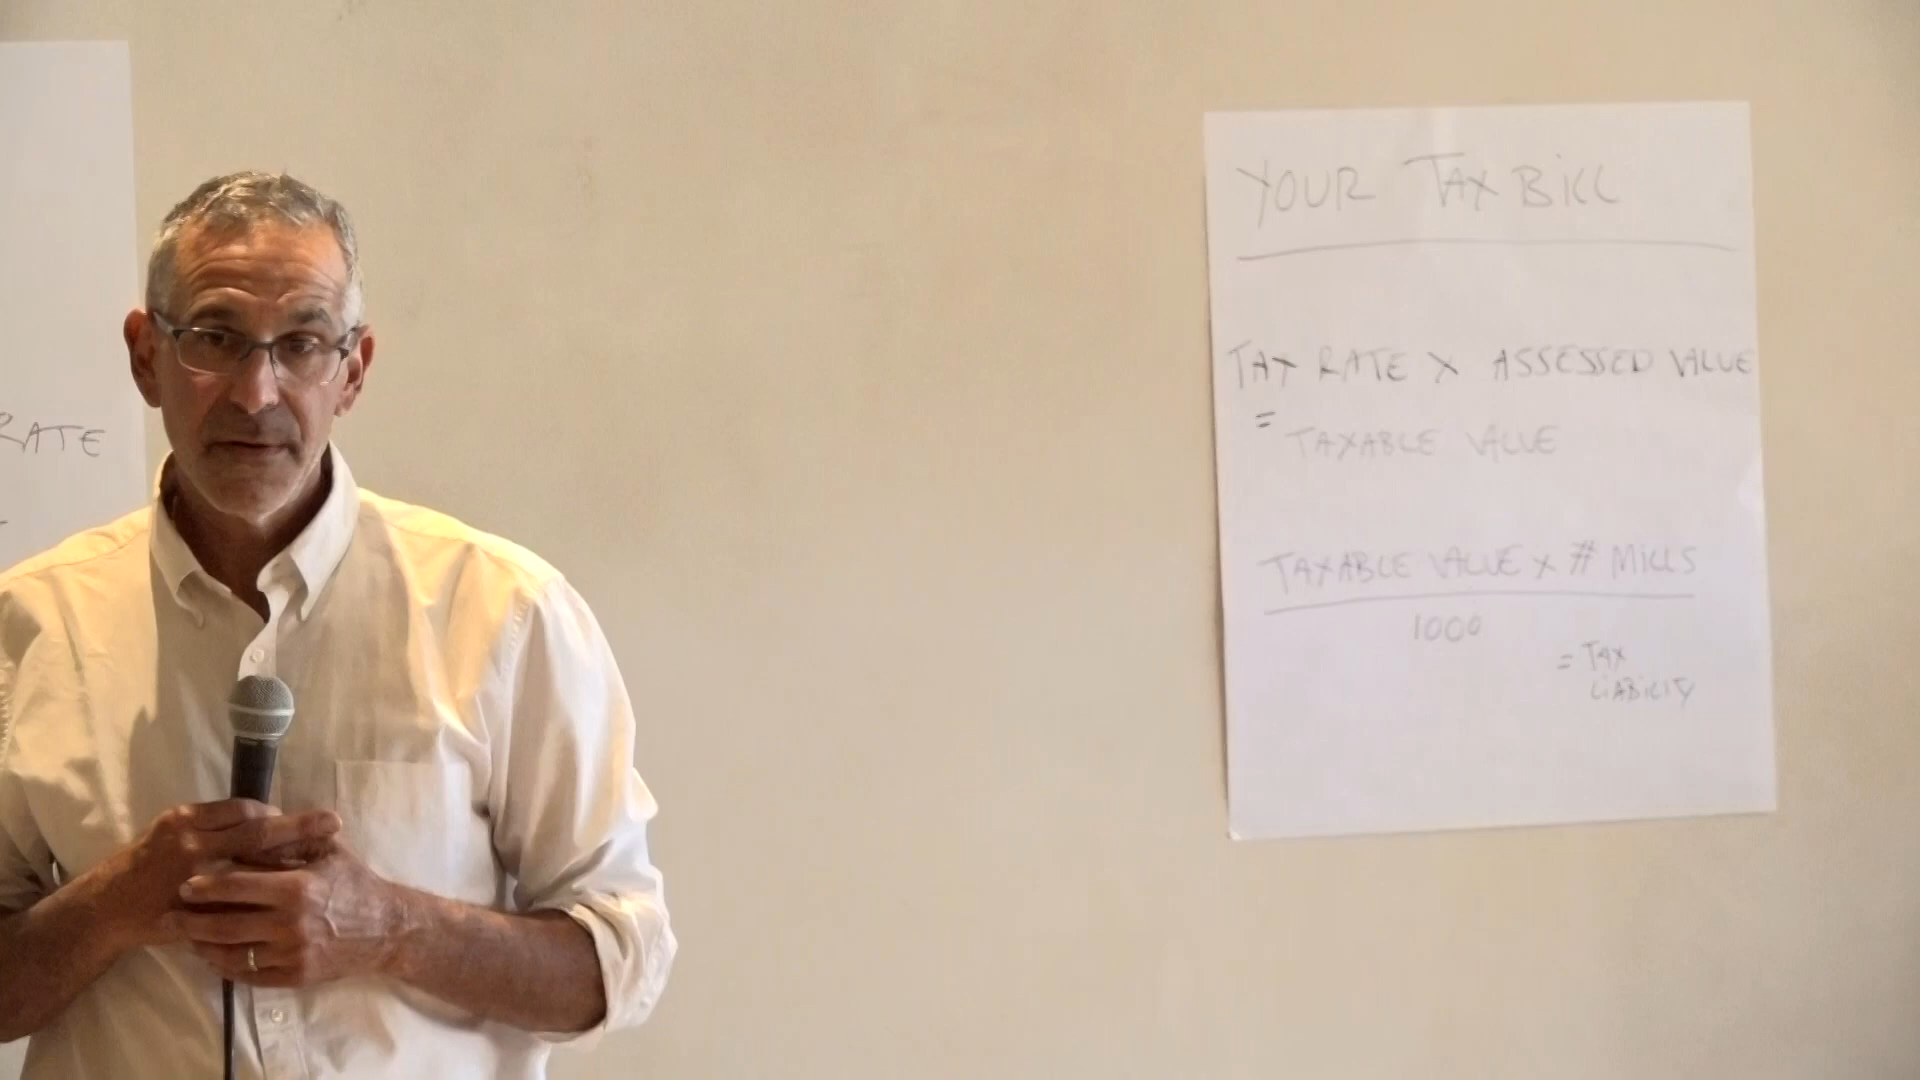 RATE
YOUR TAX BILL
TAX RATE X ASSESSED VALUE
= TAXABLE VALUE
TAXABLE VALUE X # MILLS
1000
= TAX
LIABILITY